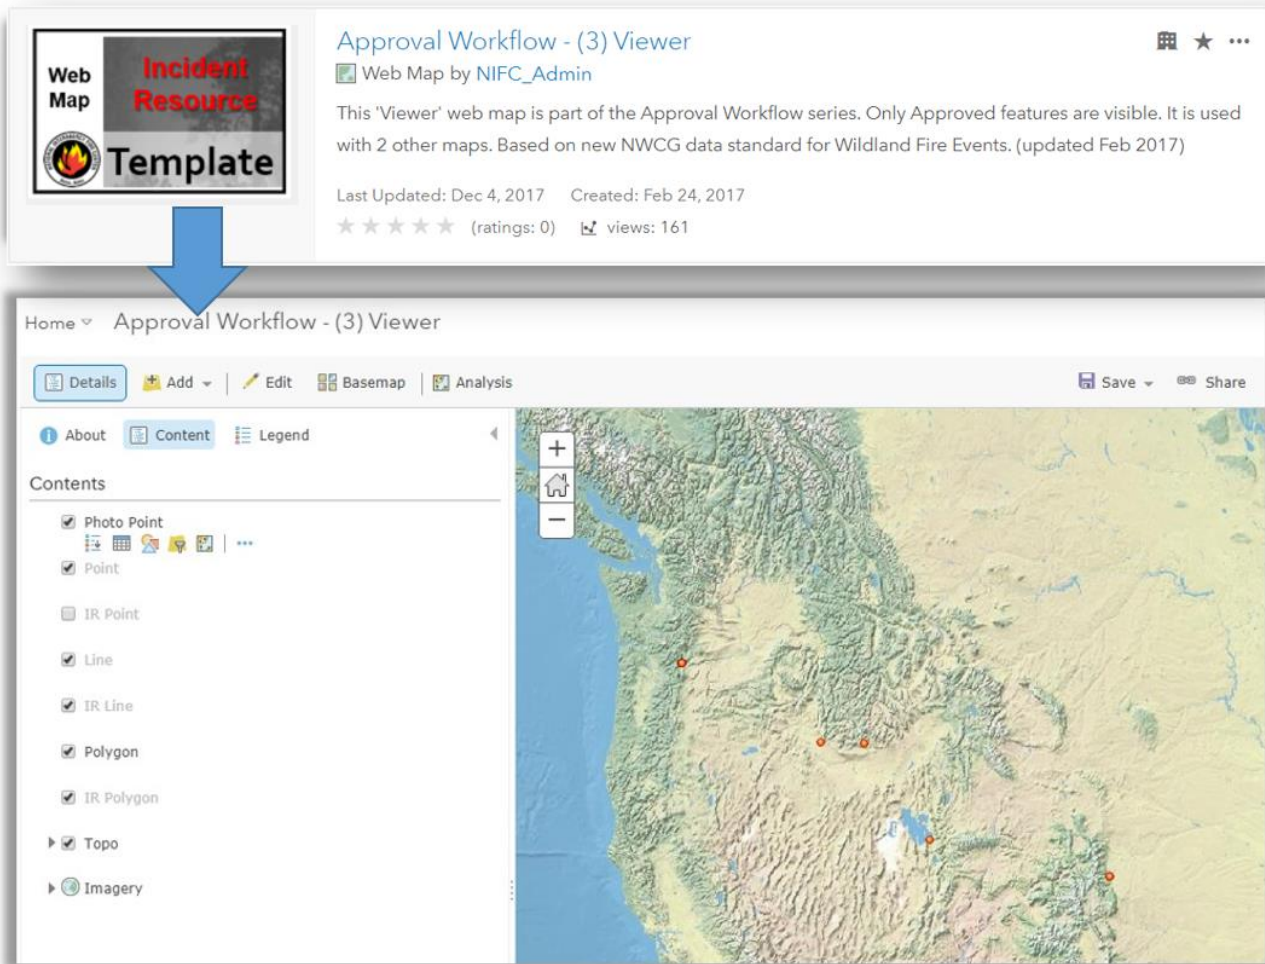 Web
Map
Incident
Resource
Template
Approval Workflow - (3) Viewer
Web Map by NIFC_Admin
This 'Viewer' web map is part of the Approval Workflow series. Only Approved features are visible. It is used
with 2 other maps. Based on new NWCG data standard for Wildland Fire Events. (updated Feb 2017)
Last Updated: Dec 4, 2017 Created: Feb 24, 2017
(ratings: 0) views: 161
Home Approval Workflow - (3) Viewer
Details Add Edit Basemap Analysis Save Share
About Content Legend
Contents
Photo Point
Point
IR Point
Line
IR Line
Polygon
IR Polygon
Topo
Imagery